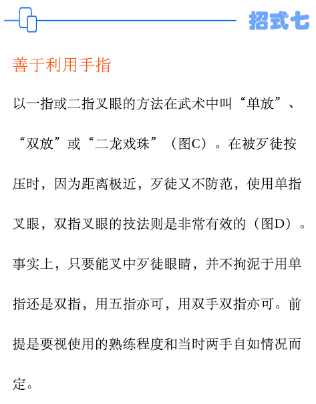 招式七
善于利用手指
以一指或二指叉眼的方法在武术中叫“单放”、
“双放”或“二龙戏珠”（图C）。在被歹徒按
压时，因为距离极近，歹徒又不防范，使用单指
叉眼，双指叉眼的技法则是非常有效的（图D）。
事实上，只要能叉中歹徒眼睛，并不拘泥于用单
指还是双指，用五指亦可，用双手双指亦可。前
提是要视使用的熟练程度和当时两手自如情况而
定。